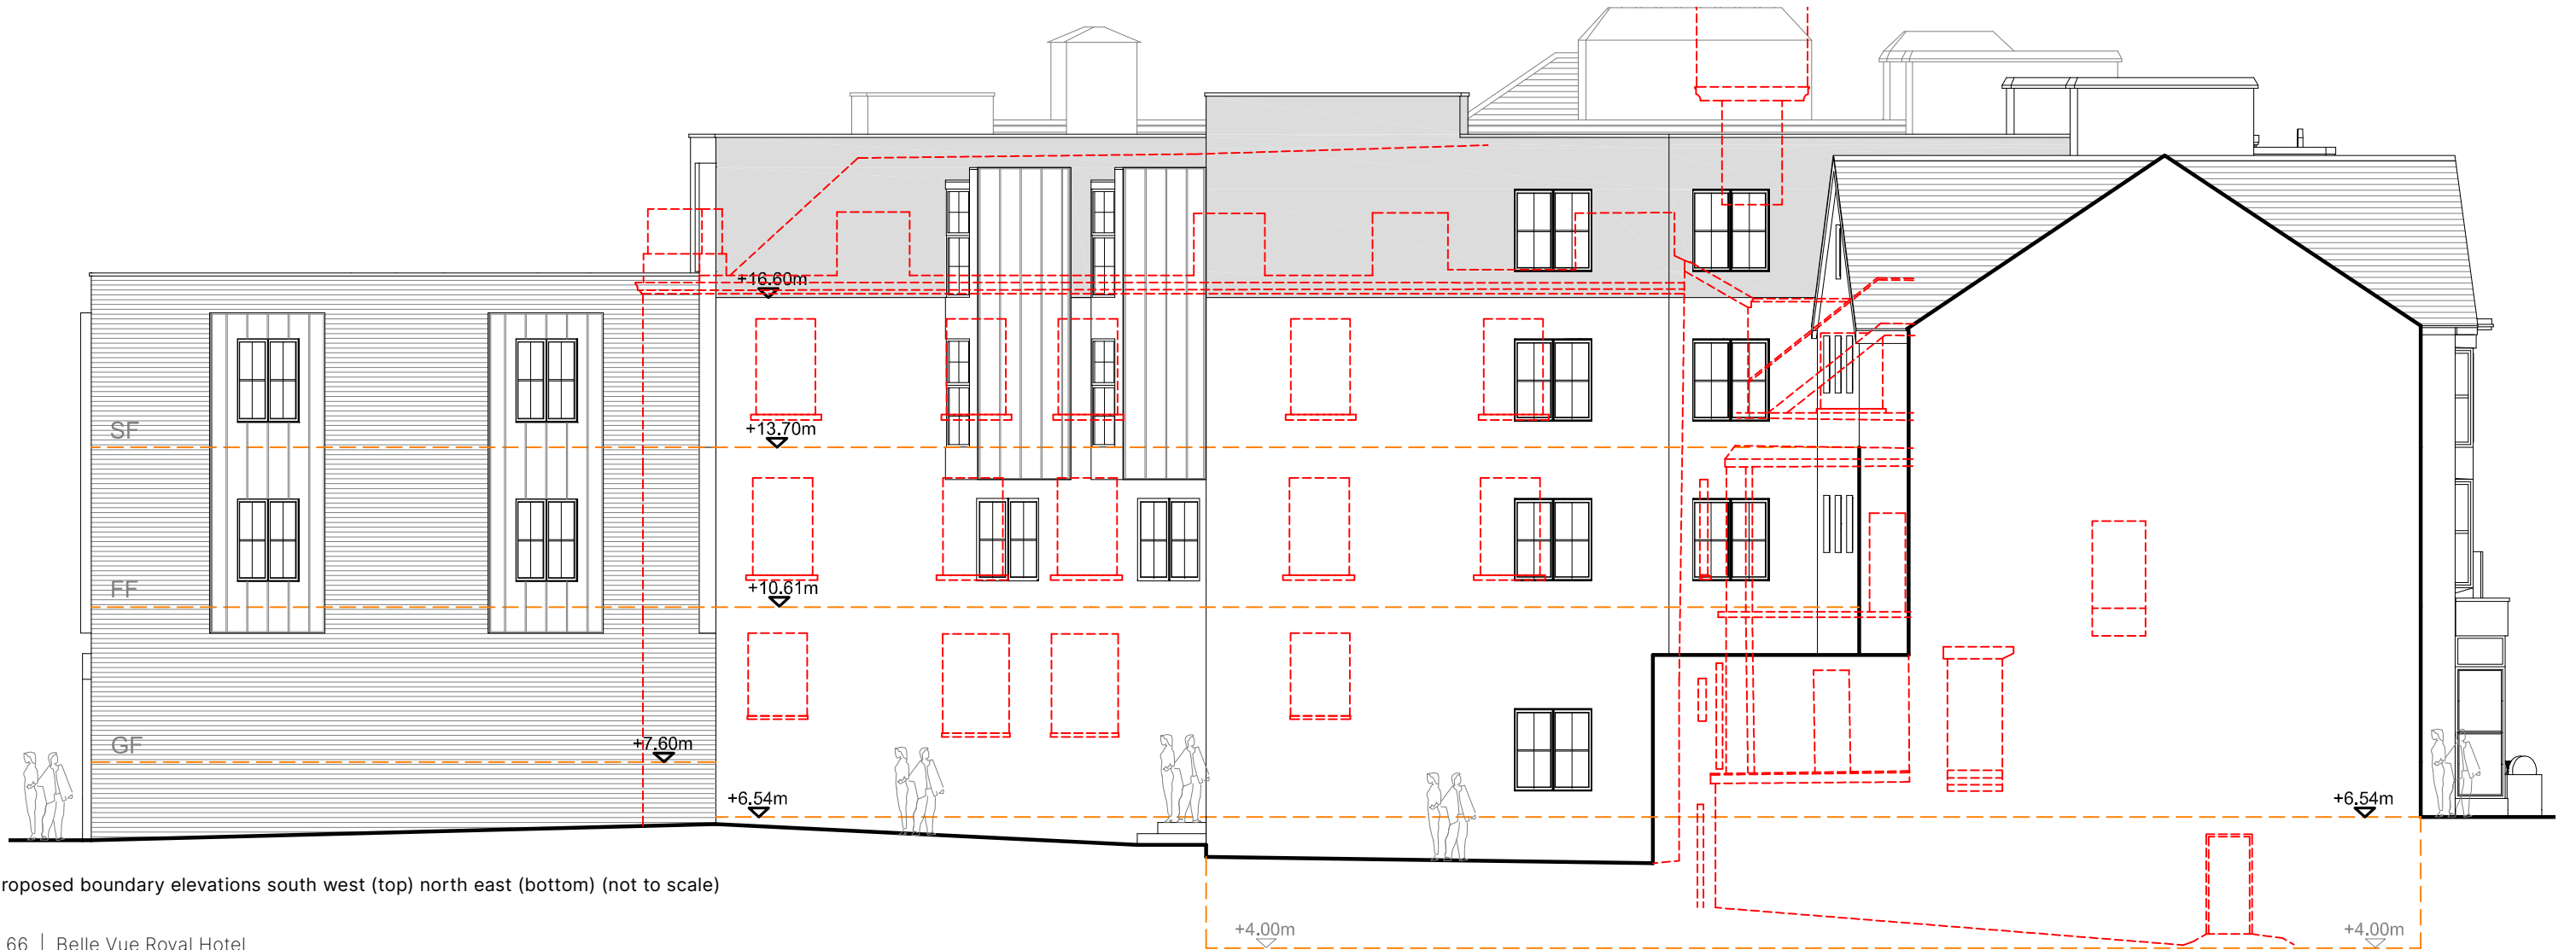 +16.60m
SF
+13.70m
FF
+10.61m
GF
+7.60m
+6.54m
+6.54m
roposed boundary elevations south west (top) north east (bottom) (not to scale)
+4.00m
+4.00m
66 | Belle Vue Royal Hotel